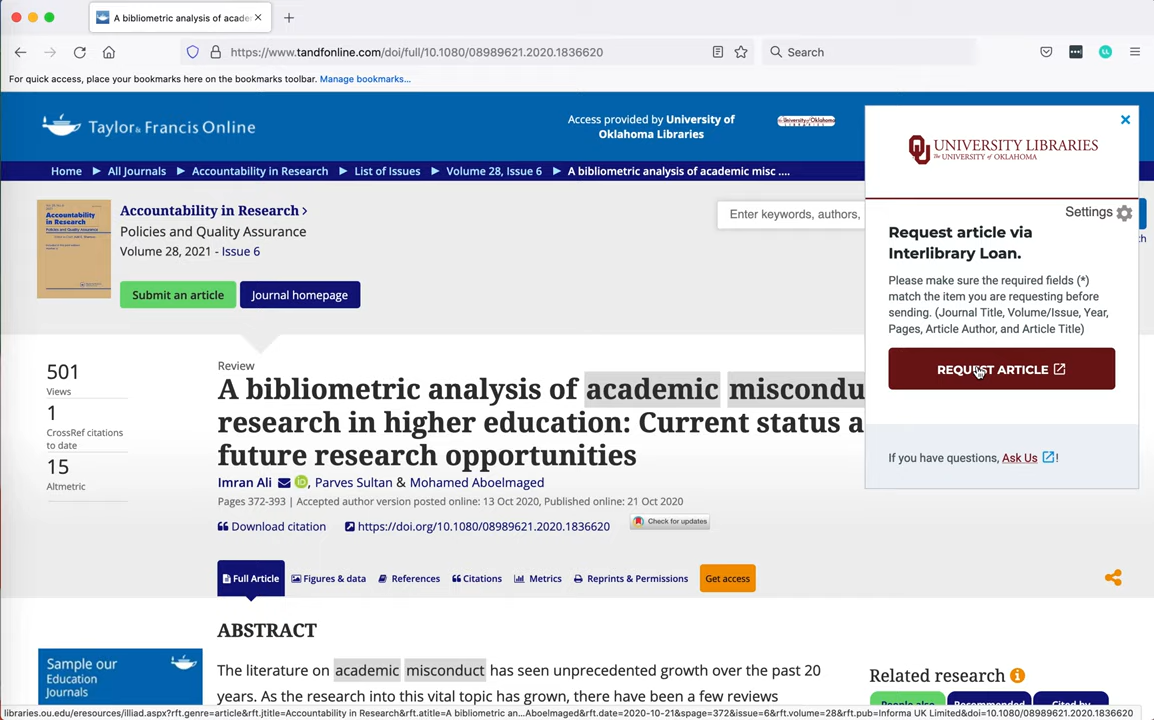 A bibliometric analysis of acade
https://www.tandfonline.com/doi/full/10.1080/08989621.2020.1836620
Search
For quick access, place your bookmarks here on the bookmarks toolbar. Manage bookmarks...
Taylor & Francis Online
Access provided by University of
Oklahoma Libraries
University of Oklahoma
LIBRARIES
Home ▶ All Journals ▶ Accountability in Research ▶ List of Issues ▶ Volume 28, Issue 6 ▶ A bibliometric analysis of academic misc ....
Accountability in Research >
Policies and Quality Assurance
Volume 28, 2021 - Issue 6
Submit an article
Journal homepage
Enter keywords, authors,
OU UNIVERSITY LIBRARIES
The UNIVERSITY of OKLAHOMA
Settings
Request article via
Interlibrary Loan.
Please make sure the required fields (*)
match the item you are requesting before
sending. (Journal Title, Volume/Issue, Year,
Pages, Article Author, and Article Title)
REQUEST ARTICLE
If you have questions, Ask Us !
501
Views
1
CrossRef citations
to date
15
Altmetric
Review
A bibliometric analysis of academic miscondu
research in higher education: Current status a
future research opportunities
Imran Ali, Parves Sultan & Mohamed Aboelmaged
Pages 372-393 | Accepted author version posted online: 13 Oct 2020, Published online: 21 Oct 2020
Download citation
https://doi.org/10.1080/08989621.2020.1836620
Check for updates
Full Article
Figures & data
References
Citations
Metrics
Reprints & Permissions
Get access
ABSTRACT
The literature on academic misconduct has seen unprecedented growth over the past 20
years. As the research into this vital topic has grown, there have been a few reviews
Sample our
Education
Journals
Related research
People also
Recommended
Cited by
libraries.ou.edu/eresources/illiad.aspx?rft.genre=article&rft.jtitle=Accountability in Research&rft.atitle=A bibliometric an...Aboelmaged&rft.date=2020-10-21&spage=372&issue=6&rft.volume=28&rft.pub=Informa UK Limited&doi=10.1080/08989621.2020.1836620